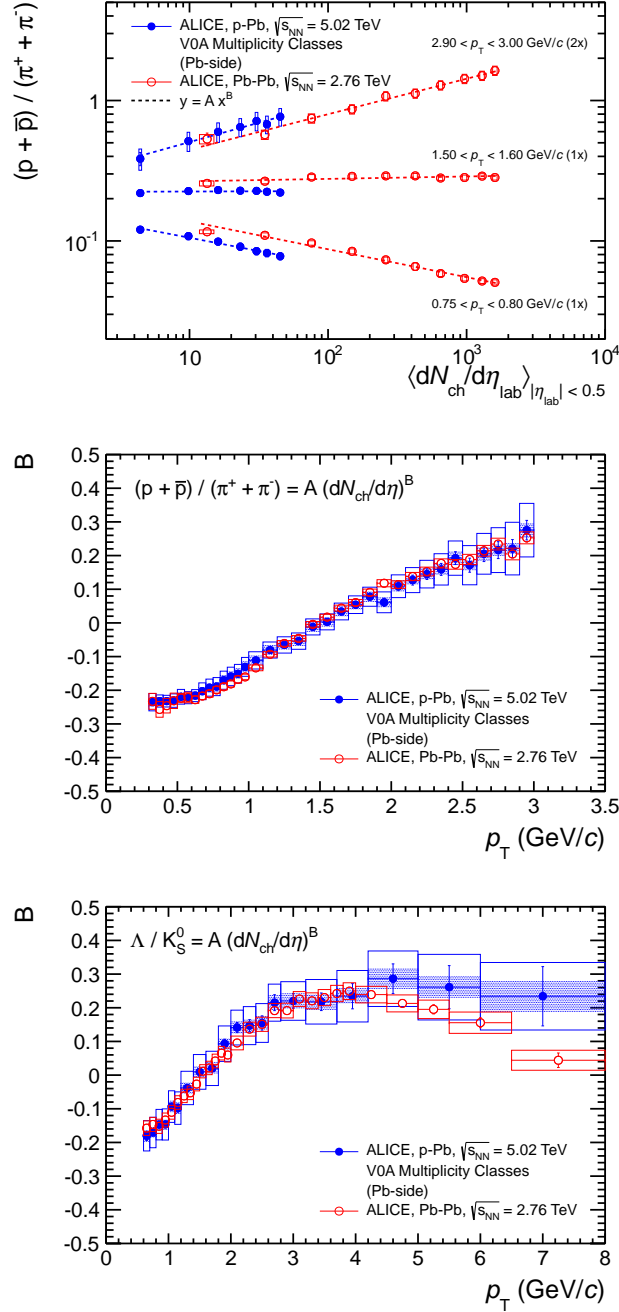 ALICE, p-Pb, √s_NN = 5.02 TeV
V0A Multiplicity Classes
(Pb-side)
ALICE, Pb-Pb, √s_NN = 2.76 TeV
y = A x^B
2.90 < p_T < 3.00 GeV/c (2x)
1.50 < p_T < 1.60 GeV/c (1x)
0.75 < p_T < 0.80 GeV/c (1x)
(p + p̅) / (π⁺ + π⁻)
1
10⁻¹
10 10² 10³ 10⁴
⟨dN_ch/dη_lab⟩_|η_lab| < 0.5
B
(p + p̅) / (π⁺ + π⁻) = A (dN_ch/dη)^B
0.5
0.4
0.3
0.2
0.1
0
-0.1
-0.2
-0.3
-0.4
-0.5
ALICE, p-Pb, √s_NN = 5.02 TeV
V0A Multiplicity Classes
(Pb-side)
ALICE, Pb-Pb, √s_NN = 2.76 TeV
0 0.5 1 1.5 2 2.5 3 3.5
p_T (GeV/c)
B
Λ / K⁰_S = A (dN_ch/dη)^B
0.5
0.4
0.3
0.2
0.1
0
-0.1
-0.2
-0.3
-0.4
-0.5
ALICE, p-Pb, √s_NN = 5.02 TeV
V0A Multiplicity Classes
(Pb-side)
ALICE, Pb-Pb, √s_NN = 2.76 TeV
0 1 2 3 4 5 6 7 8
p_T (GeV/c)